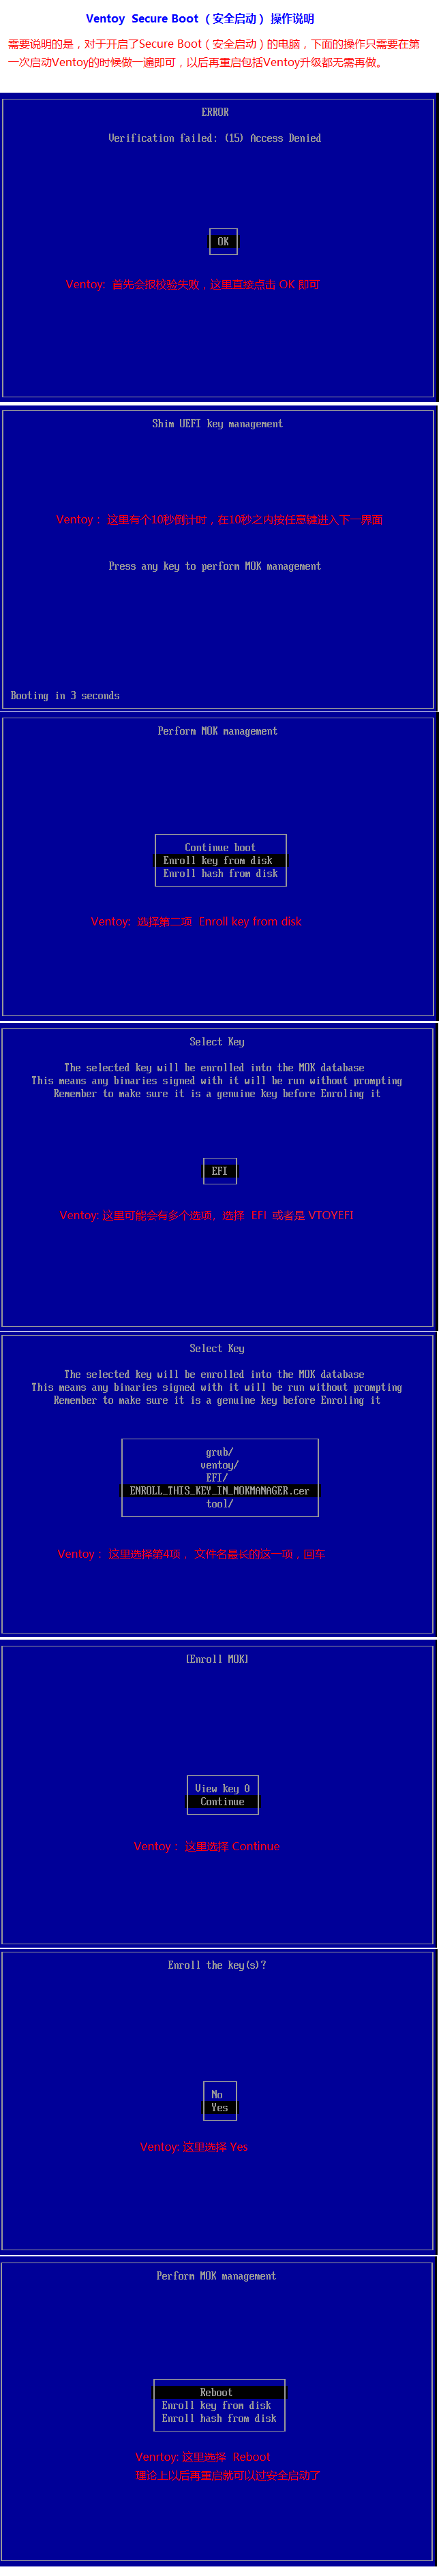 Ventoy Secure Boot （安全启动） 操作说明
需要说明的是，对于开启了Secure Boot（安全启动）的电脑，下面的操作只需要在第
一次启动Ventoy的时候做一遍即可，以后再重启包括Ventoy升级都无需再做。
ERROR
Verification failed: (15) Access Denied
OK
Ventoy: 首先会报校验失败，这里直接点击 OK 即可
Shim UEFI key management
Ventoy： 这里有个10秒倒计时，在10秒之内按任意键进入下一界面
Press any key to perform MOK management
Booting in 3 seconds
Perform MOK management
Continue boot
Enroll key from disk
Enroll hash from disk
Ventoy: 选择第二项 Enroll key from disk
Select Key
The selected key will be enrolled into the MOK database
This means any binaries signed with it will be run without prompting
Remember to make sure it is a genuine key before Enroling it
EFI
Ventoy: 这里可能会有多个选项，选择 EFI 或者是 VTOYEFI
Select Key
The selected key will be enrolled into the MOK database
This means any binaries signed with it will be run without prompting
Remember to make sure it is a genuine key before Enroling it
grub/
ventoy/
EFI/
ENROLL_THIS_KEY_IN_MOKMANAGER.cer
tool/
Ventoy： 这里选择第4项， 文件名最长的这一项，回车
[Enroll MOK]
View key 0
Continue
Ventoy： 这里选择 Continue
Enroll the key(s)?
No
Yes
Ventoy: 这里选择 Yes
Perform MOK management
Reboot
Enroll key from disk
Enroll hash from disk
Venrtoy: 这里选择 Reboot
理论上以后再重启就可以过安全启动了